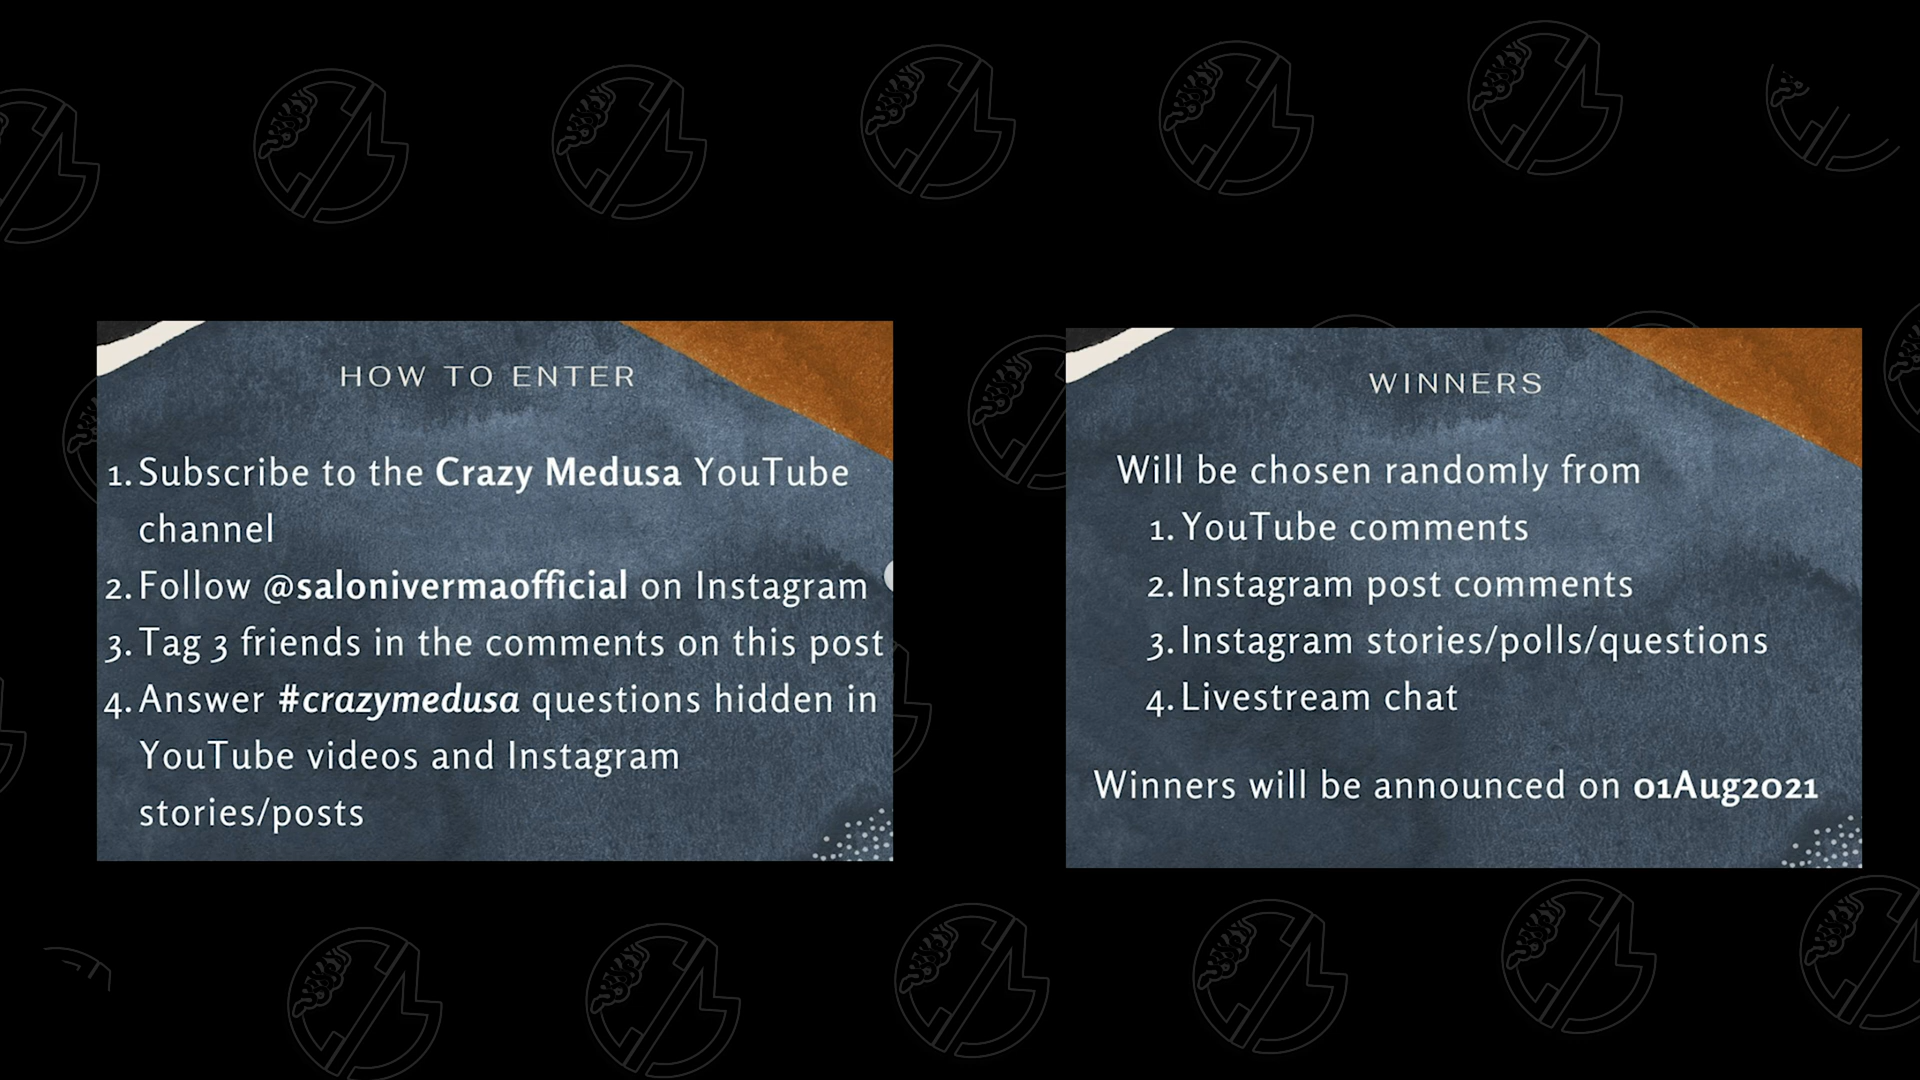 HOW TO ENTER
1. Subscribe to the Crazy Medusa YouTube
channel
2. Follow @salonivermaofficial on Instagram
3. Tag 3 friends in the comments on this post
4. Answer #crazymedusa questions hidden in
YouTube videos and Instagram
stories/posts
WINNERS
Will be chosen randomly from
1. YouTube comments
2. Instagram post comments
3. Instagram stories/polls/questions
4. Livestream chat
Winners will be announced on 01Aug2021